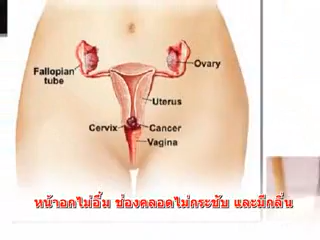 Ovary
Fallopian
tube
Uterus
Cervix
Cancer
Vagina
หน้าอกไม่อึ๋ม ช่องคลอดไม่กระชับ และมีกลิ่น